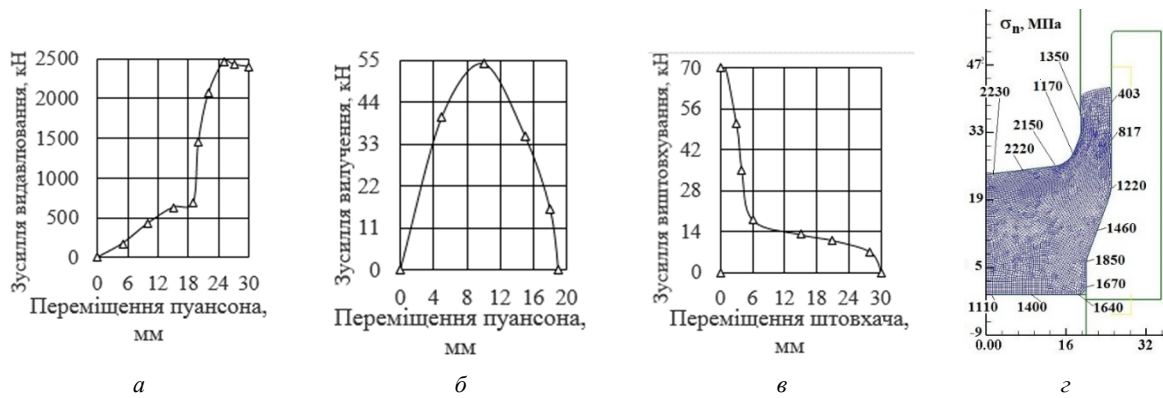 Зусилля видавлювання, кН
2500
2000
1500
1000
500
0
0 6 12 18 24 30
Переміщення пуансона,
мм
а
Зусилля вилучення, кН
55
44
33
22
11
0
0 4 8 12 16 20
Переміщення пуансона,
мм
б
Зусилля виштовхування, кН
70
56
42
28
14
0
0 6 12 18 24 30
Переміщення штовхача,
мм
в
σn, МПа
47
33
19
5
-9
0.00 16 32
1350
1170
2230
2150
2220
403
817
1220
1460
1850
1670
1640
1110
1400
г